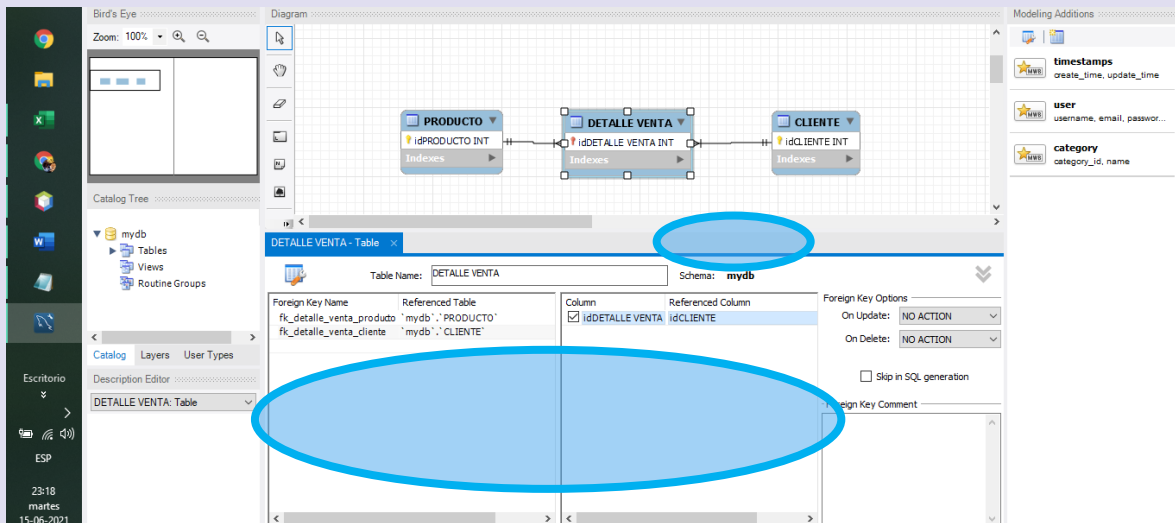 Bird's Eye
Zoom: 100%
Diagram
Modeling Additions
timestamps
create_time, update_time
user
username, email, passwor...
category
category_id, name
PRODUCTO
idPRODUCTO INT
Indexes
DETALLE VENTA
idDETALLE VENTA INT
Indexes
CLIENTE
idCLIENTE INT
Indexes
Catalog Tree
mydb
Tables
Views
Routine Groups
Catalog Layers User Types
Description Editor
DETALLE VENTA: Table
DETALLE VENTA - Table
Table Name: DETALLE VENTA
Schema: mydb
Foreign Key Name Referenced Table
fk_detalle_venta_producto `mydb`.`PRODUCTO`
fk_detalle_venta_cliente `mydb`.`CLIENTE`
Column Referenced Column
idDETALLE VENTA idCLIENTE
Foreign Key Options
On Update: NO ACTION
On Delete: NO ACTION
Skip in SQL generation
Foreign Key Comment
Escritorio
ESP
23:18
martes
15-06-2021